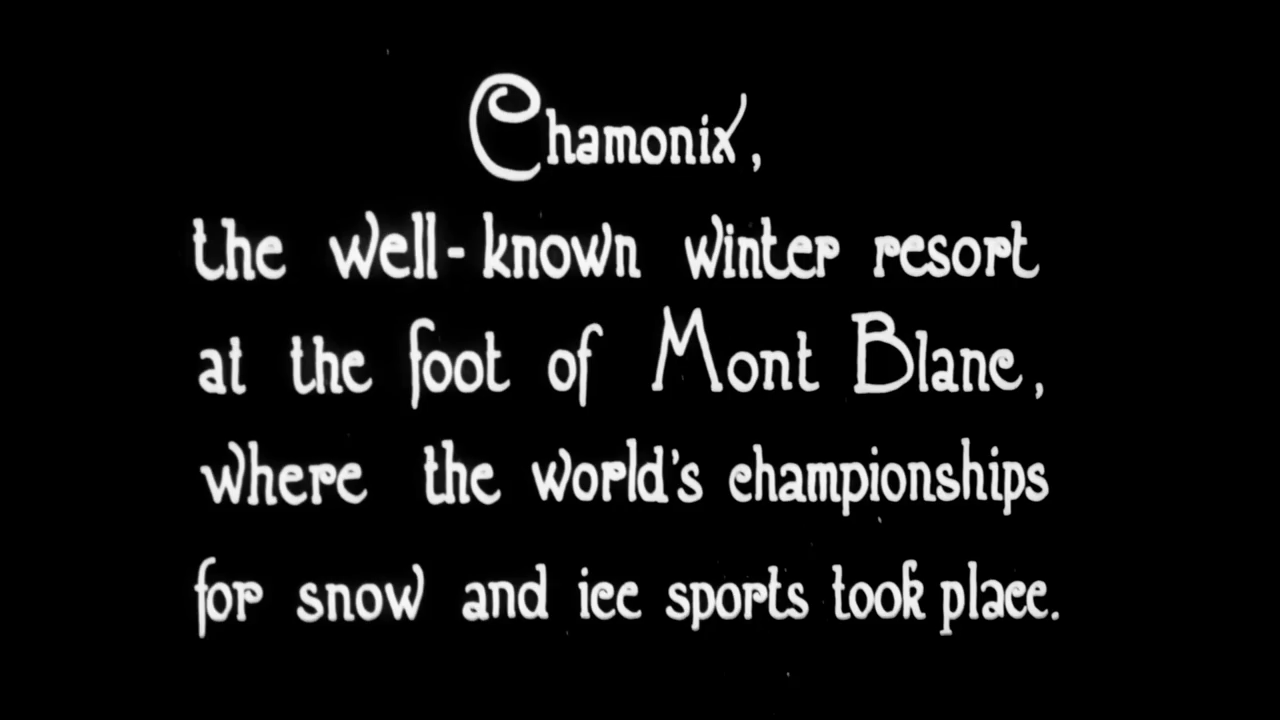 Chamonix,
the well-known winter resort
at the foot of Mont Blanc,
where the world's championships
for snow and ice sports took place.